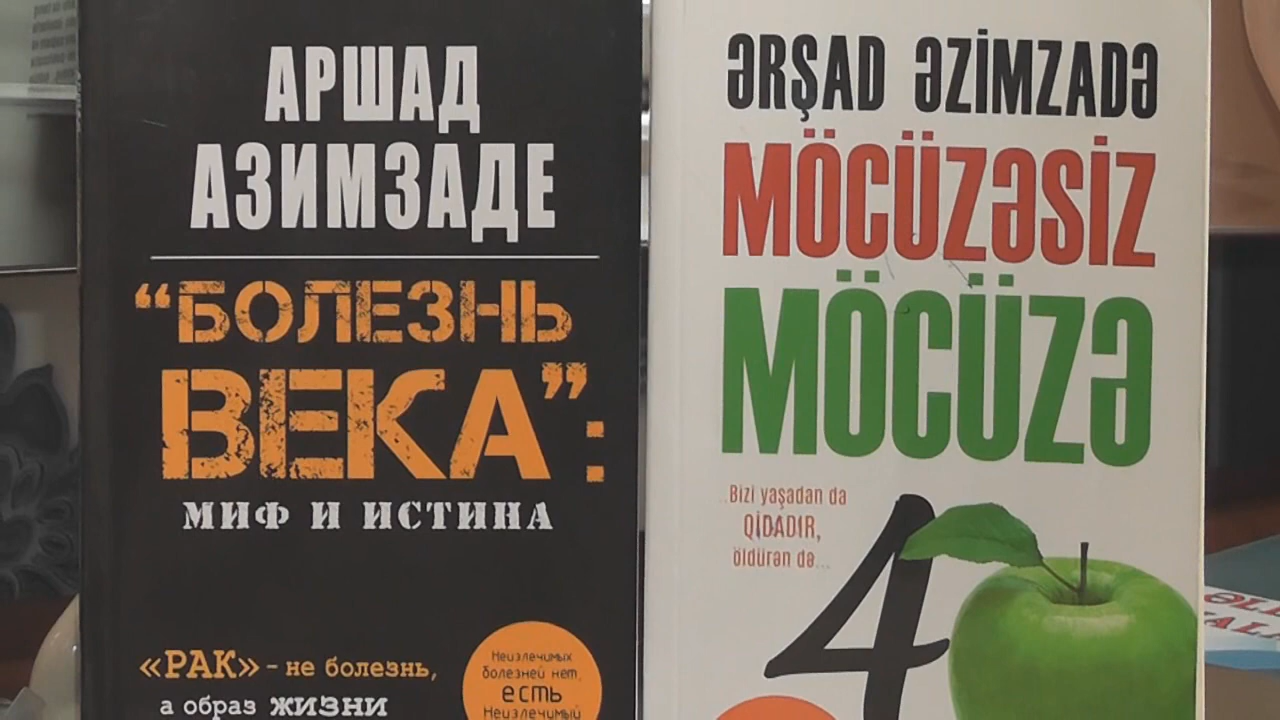 АРШАД
АЗИМЗАДЕ
“БОЛЕЗНЬ
ВЕКА”:
МИФ И ИСТИНА
«РАК» - не болезнь,
а образ ЖИЗНИ
Неизлечимых
болезней нет,
есть
Неизлечимый
ƏRŞAD ƏZİMZADƏ
MÖCÜZƏSİZ
MÖCÜZƏ
..Bizi yaşadan da
QİDADIR,
öldürən də...
4